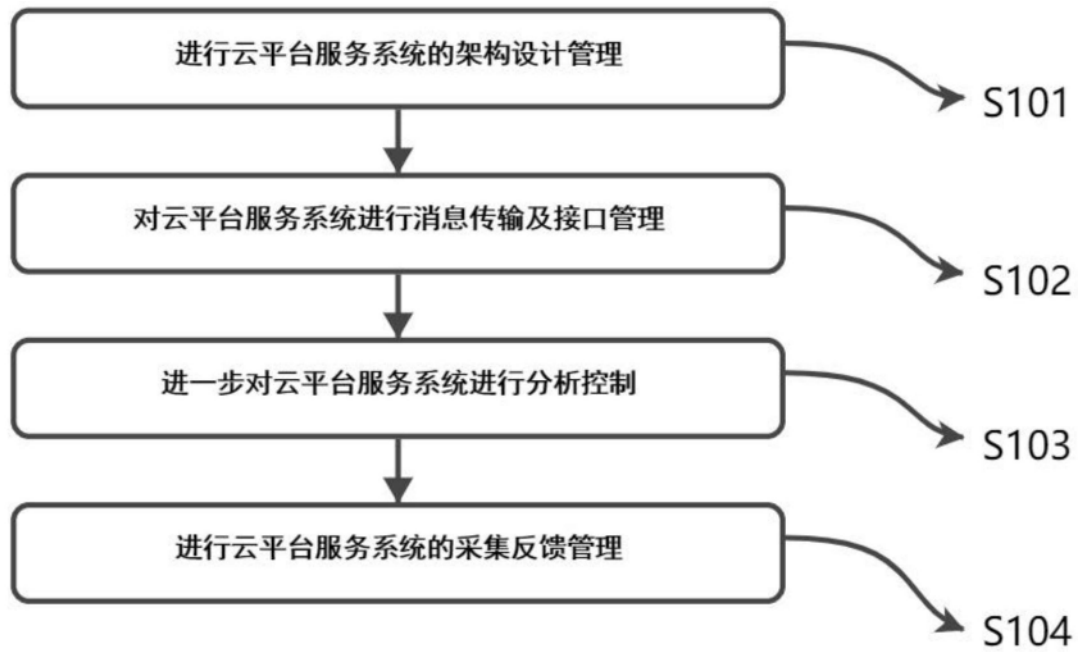 进行云平台服务系统的架构设计管理
S101
对云平台服务系统进行消息传输及接口管理
S102
进一步对云平台服务系统进行分析控制
S103
进行云平台服务系统的采集反馈管理
S104